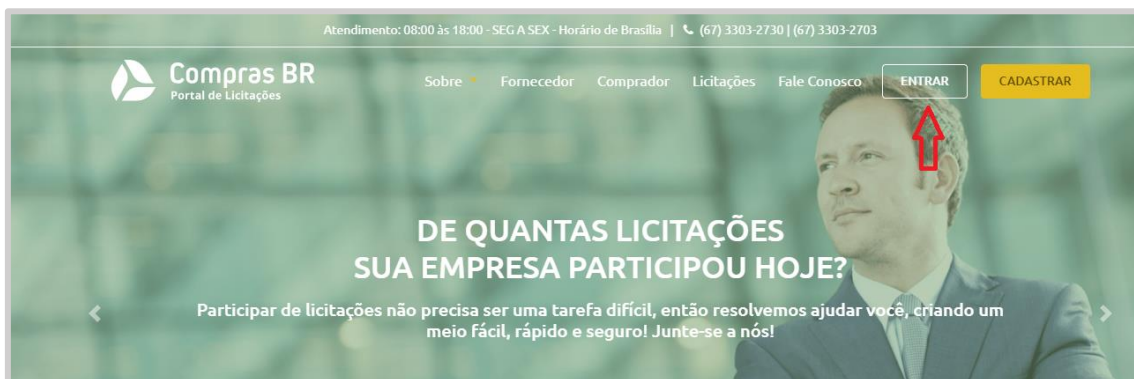 Atendimento: 08:00 às 18:00 - SEG A SEX - Horário de Brasília | (67) 3303-2730 | (67) 3303-2703
Compras BR
Portal de Licitações
Sobre Fornecedor Comprador Licitações Fale Conosco ENTRAR CADASTRAR
DE QUANTAS LICITAÇÕES
SUA EMPRESA PARTICIPOU HOJE?
Participar de licitações não precisa ser uma tarefa difícil, então resolvemos ajudar você, criando um
meio fácil, rápido e seguro! Junte-se a nós!